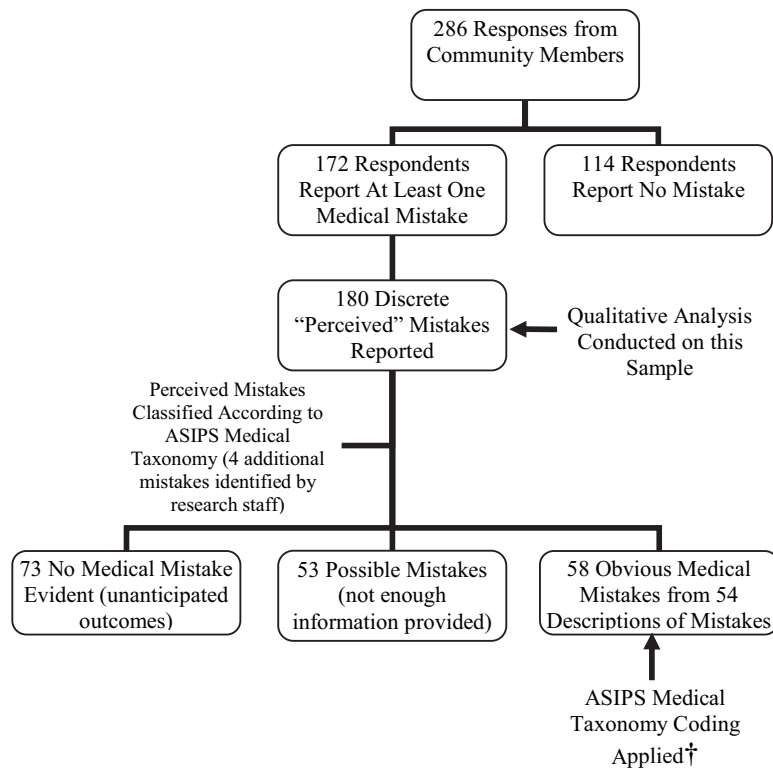 286 Responses from
Community Members
172 Respondents
Report At Least One
Medical Mistake
114 Respondents
Report No Mistake
180 Discrete
“Perceived” Mistakes
Reported
Qualitative Analysis
Conducted on this
Sample
Perceived Mistakes
Classified According to
ASIPS Medical
Taxonomy (4 additional
mistakes identified by
research staff)
73 No Medical Mistake
Evident (unanticipated
outcomes)
53 Possible Mistakes
(not enough
information provided)
58 Obvious Medical
Mistakes from 54
Descriptions of Mistakes
ASIPS Medical
Taxonomy Coding
Applied†